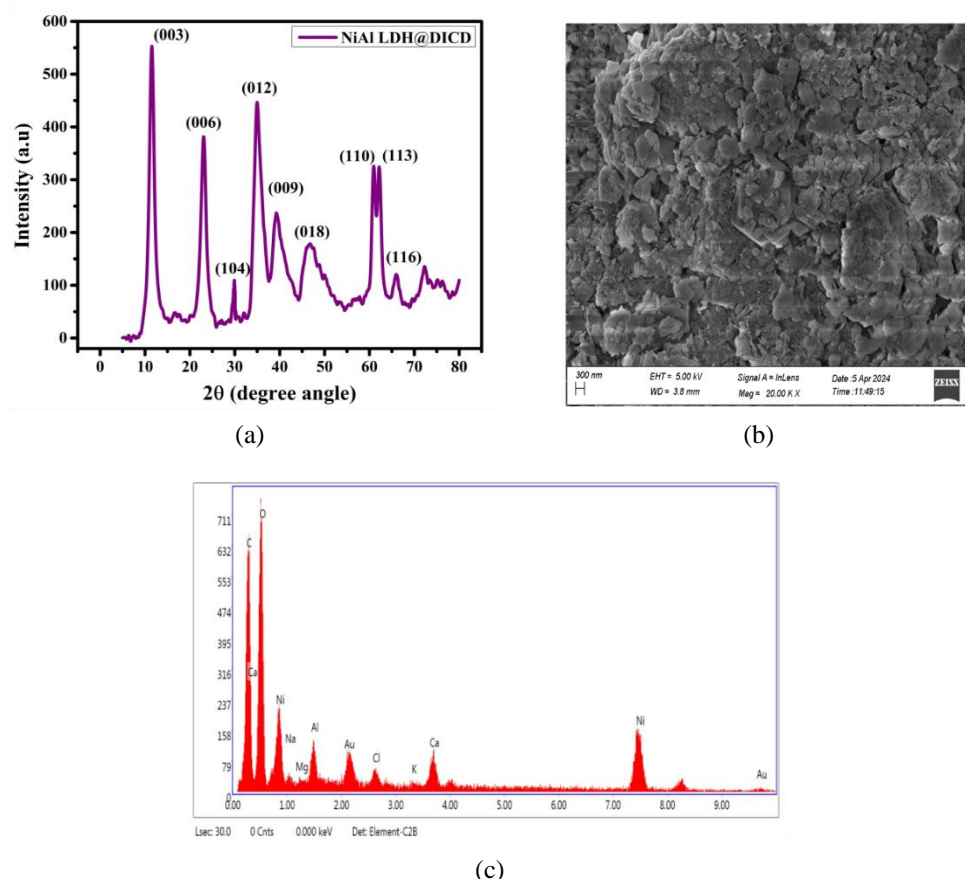 600
500
400
300
200
100
0
Intensity (a.u)
(003)
(006)
(104)
(012)
(009)
(018)
(110)
(113)
(116)
NiAl LDH@DICD
0 10 20 30 40 50 60 70 80
2θ (degree angle)
(a)
300 nm
EHT = 5.00 kV
Signal A = InLens
Date :5 Apr 2024
WD = 3.8 mm
Mag = 20.00 K X
Time :11:49:15
ZEISS
(b)
711
632
553
474
395
316
237
158
79
0
C
O
Ca
Ni
Na
Mg
Al
Au
Cl
K
Ca
Ni
Au
0.00 1.00 2.00 3.00 4.00 5.00 6.00 7.00 8.00 9.00
Lsec: 30.0 0 Cnts 0.000 keV Det: Element-C2B
(c)